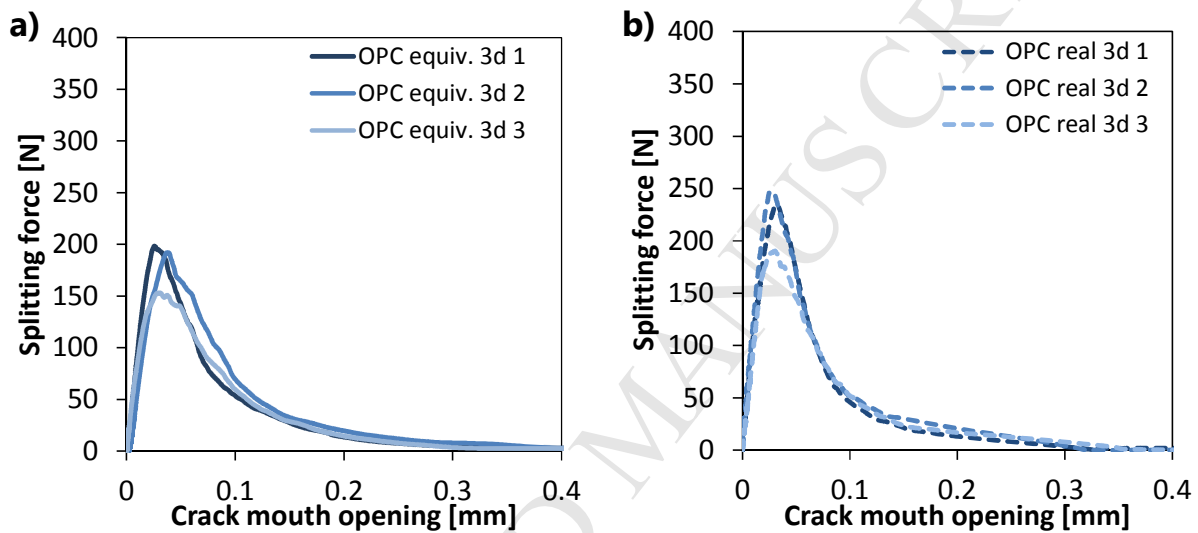 a)
400
350
300
250
200
150
100
50
0
Splitting force [N]
OPC equiv. 3d 1
OPC equiv. 3d 2
OPC equiv. 3d 3
0 0.1 0.2 0.3 0.4
Crack mouth opening [mm]
b)
400
350
300
250
200
150
100
50
0
Splitting force [N]
OPC real 3d 1
OPC real 3d 2
OPC real 3d 3
0 0.1 0.2 0.3 0.4
Crack mouth opening [mm]
D MANUSCR